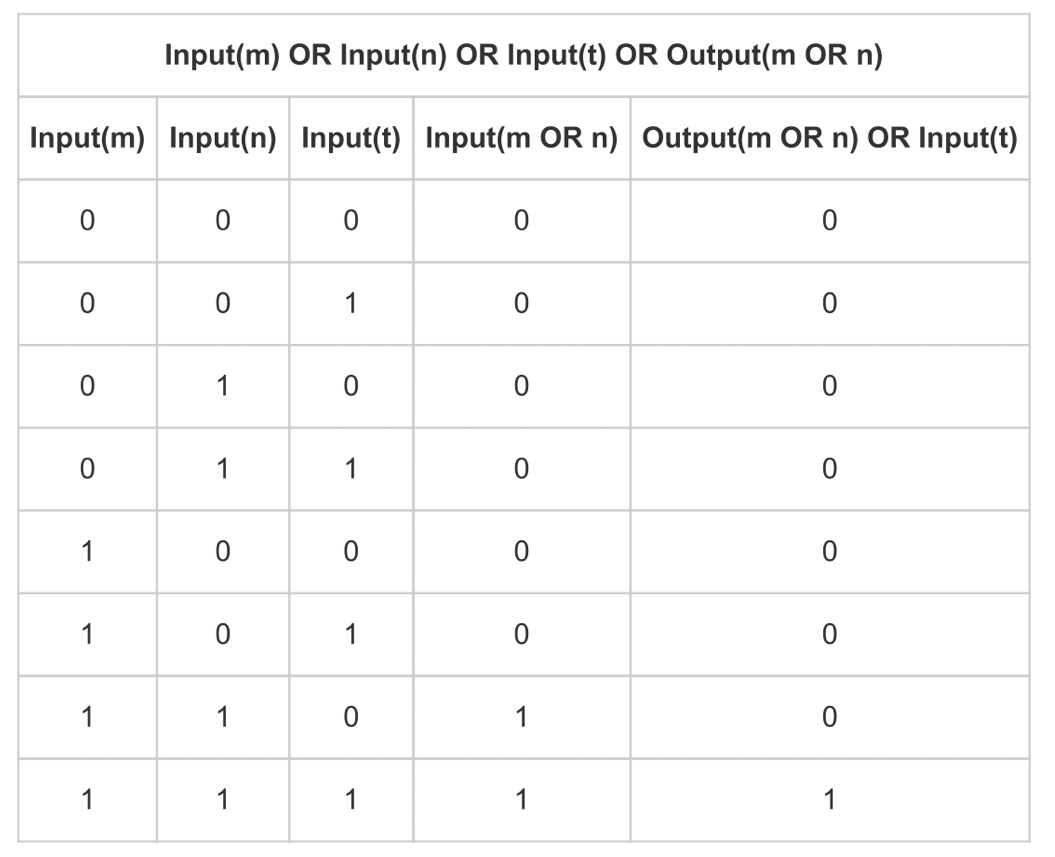 Input(m) OR Input(n) OR Input(t) OR Output(m OR n)
Input(m) Input(n) Input(t) Input(m OR n) Output(m OR n) OR Input(t)
0 0 0 0 0
0 0 1 0 0
0 1 0 0 0
0 1 1 0 0
1 0 0 0 0
1 0 1 0 0
1 1 0 1 0
1 1 1 1 1